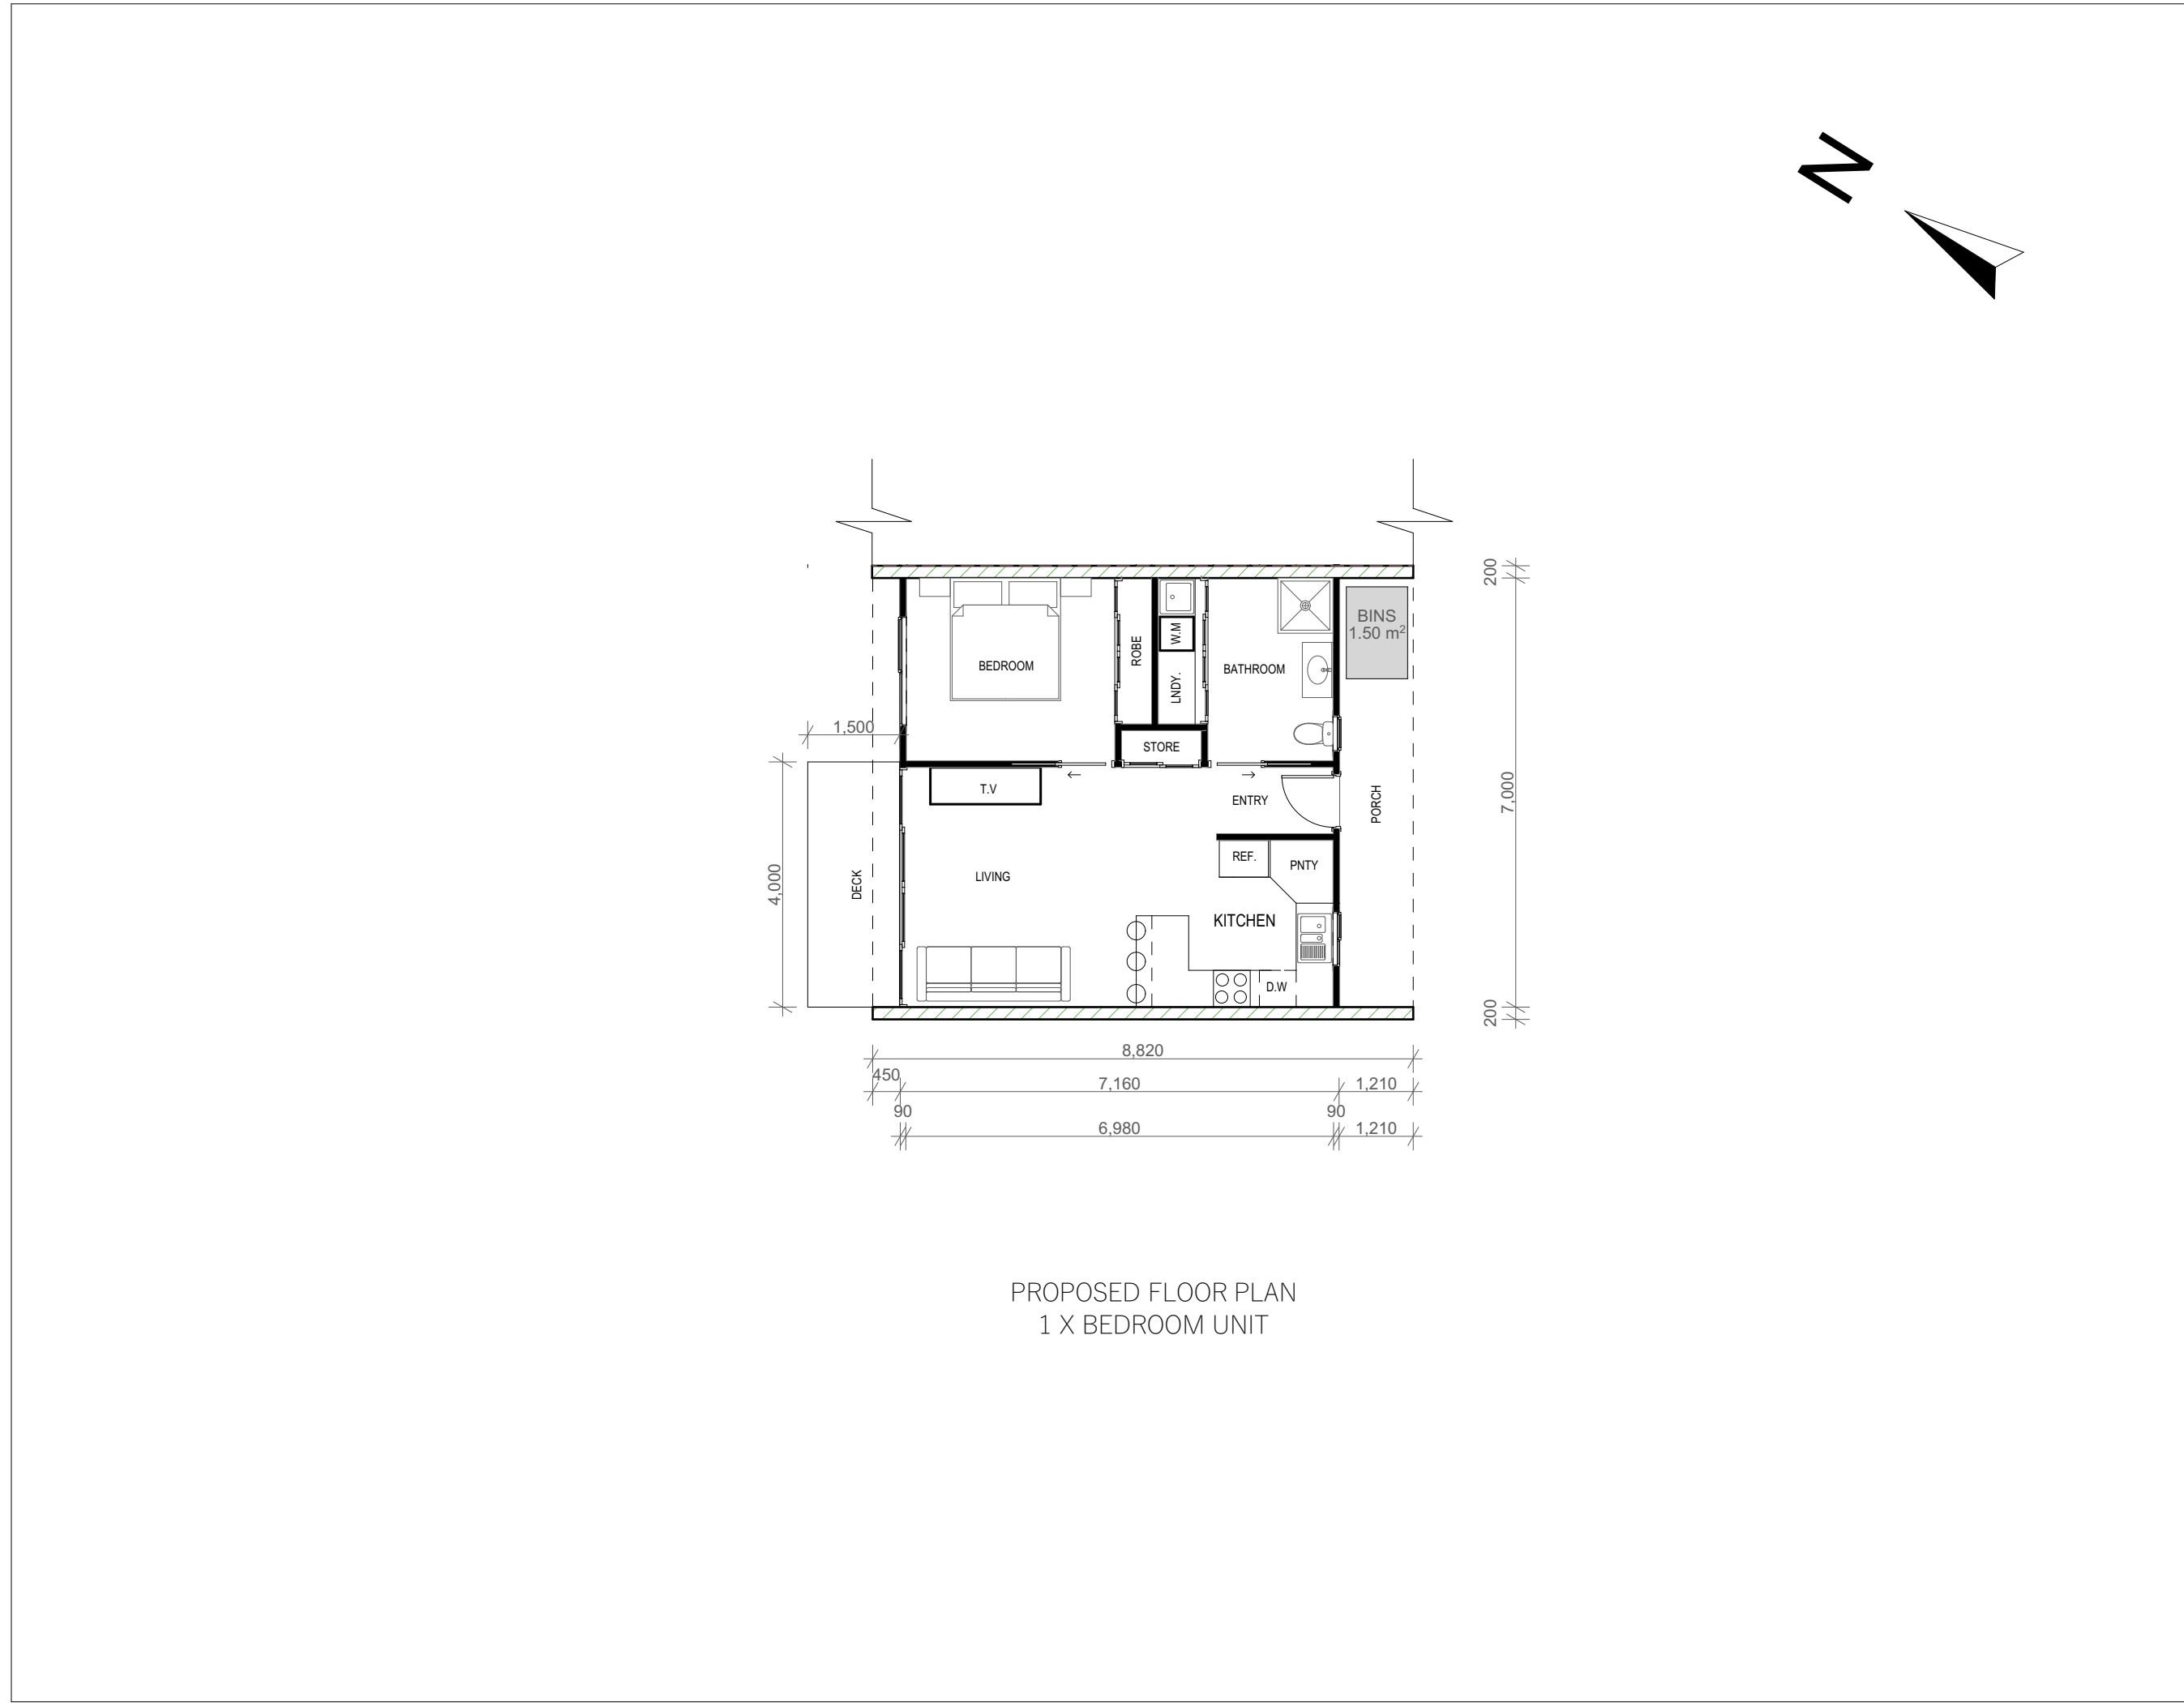 N
200
BINS
1.50 m²
BEDROOM
ROBE
W.M
LNDY.
BATHROOM
1,500
STORE
T.V
ENTRY
PORCH
7,000
4,000
DECK
LIVING
REF.
PNTY
KITCHEN
D.W
200
8,820
450
7,160
1,210
90
90
6,980
1,210
PROPOSED FLOOR PLAN
1 X BEDROOM UNIT